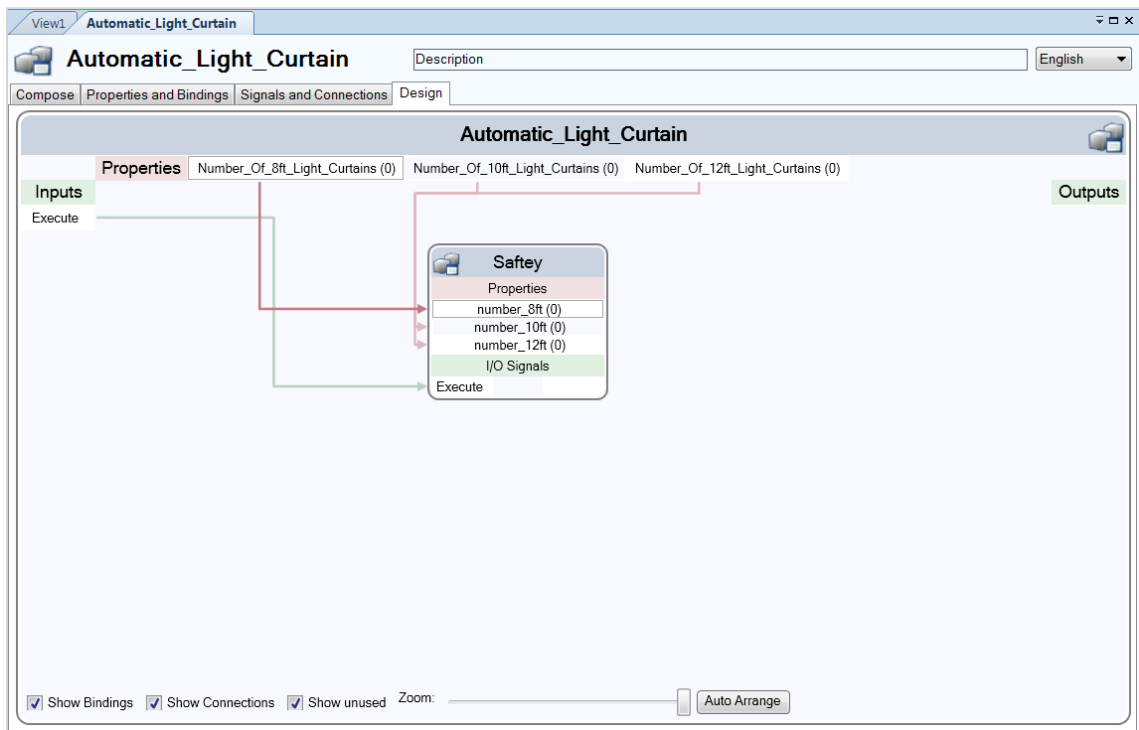 View1 Automatic_Light_Curtain
Automatic_Light_Curtain Description English
Compose Properties and Bindings Signals and Connections Design
Automatic_Light_Curtain
Properties Number_Of_8ft_Light_Curtains (0) Number_Of_10ft_Light_Curtains (0) Number_Of_12ft_Light_Curtains (0)
Inputs Outputs
Execute
Saftey
Properties
number_8ft (0)
number_10ft (0)
number_12ft (0)
I/O Signals
Execute
Show Bindings Show Connections Show unused Zoom: Auto Arrange